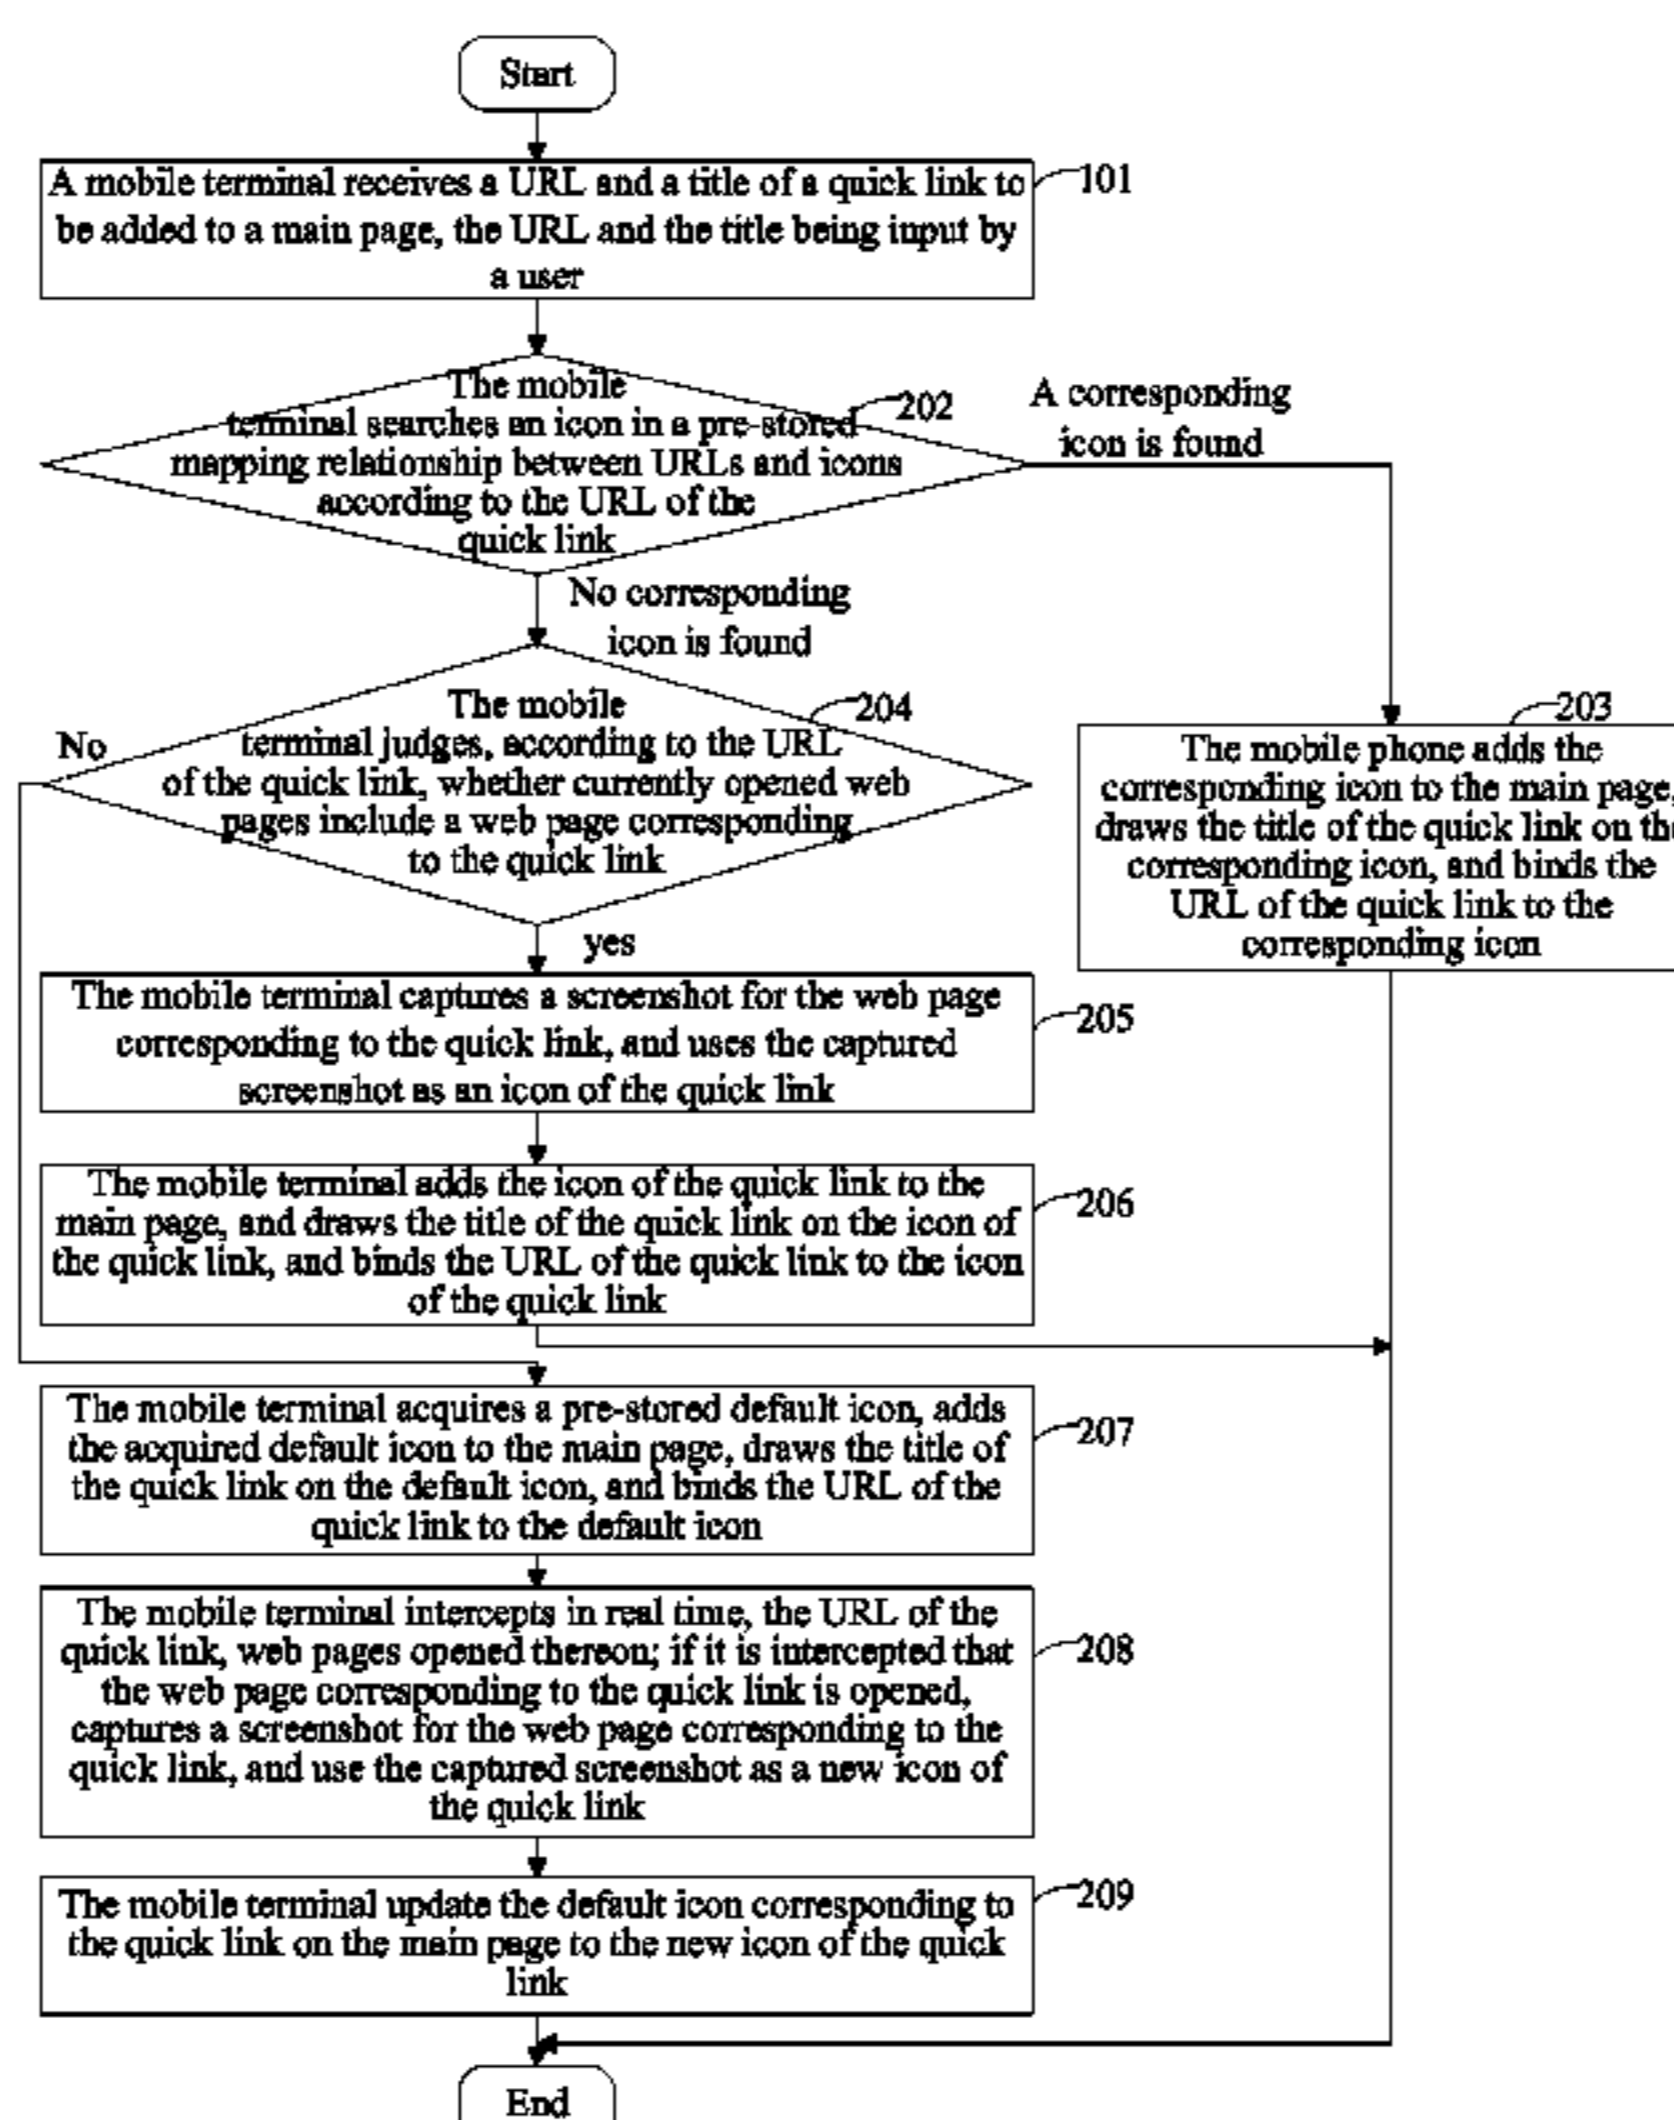 Start
A mobile terminal receives a URL and a title of a quick link to
be added to a main page, the URL and the title being input by
a user
101
The mobile
terminal searches an icon in a pre-stored
mapping relationship between URLs and icons
according to the URL of the
quick link
202
A corresponding
icon is found
No corresponding
icon is found
The mobile
terminal judges, according to the URL
of the quick link, whether currently opened web
pages include a web page corresponding
to the quick link
204
No
yes
203
The mobile phone adds the
corresponding icon to the main page,
draws the title of the quick link on the
corresponding icon, and binds the
URL of the quick link to the
corresponding icon
The mobile terminal captures a screenshot for the web page
corresponding to the quick link, and uses the captured
screenshot as an icon of the quick link
205
The mobile terminal adds the icon of the quick link to the
main page, and draws the title of the quick link on the icon of
the quick link, and binds the URL of the quick link to the icon
of the quick link
206
The mobile terminal acquires a pre-stored default icon, adds
the acquired default icon to the main page, draws the title of
the quick link on the default icon, and binds the URL of the
quick link to the default icon
207
The mobile terminal intercepts in real time, the URL of the
quick link, web pages opened thereon; if it is intercepted that
the web page corresponding to the quick link is opened,
captures a screenshot for the web page corresponding to the
quick link, and use the captured screenshot as a new icon of
the quick link
208
The mobile terminal update the default icon corresponding to
the quick link on the main page to the new icon of the quick
link
209
End